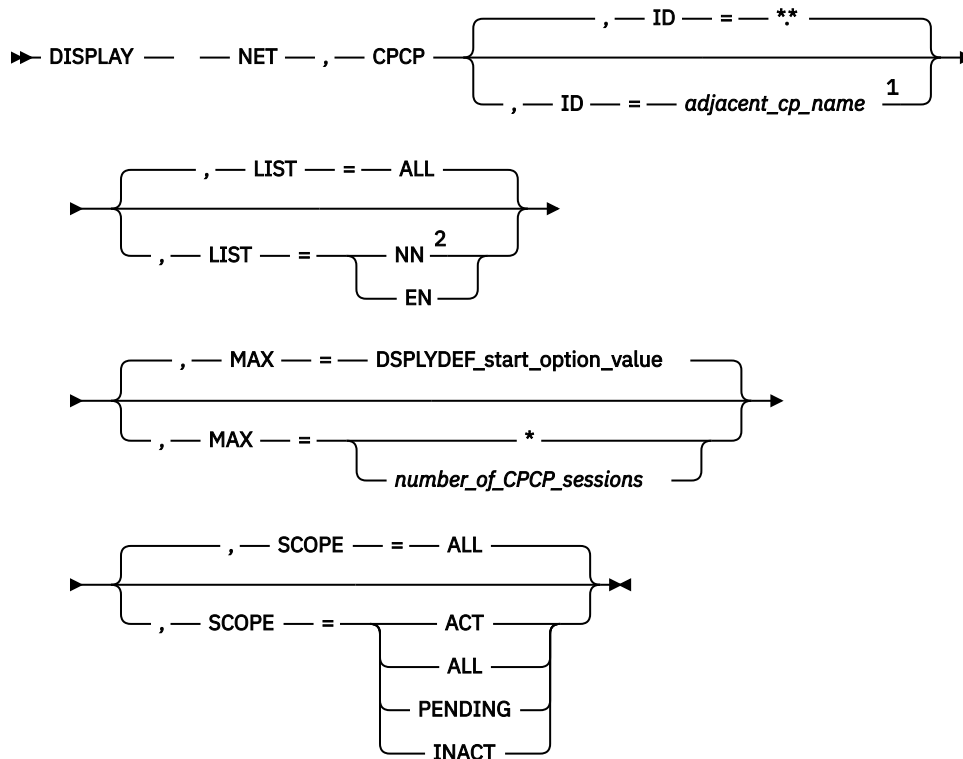 , ID = *.*
DISPLAY NET , CPCP
, ID = adjacent_cp_name 1
, LIST = ALL
, LIST = NN 2
EN
, MAX = DSPLYDEF_start_option_value
, MAX = *
number_of_CPCP_sessions
, SCOPE = ALL
, SCOPE = ACT
ALL
PENDING
INACT